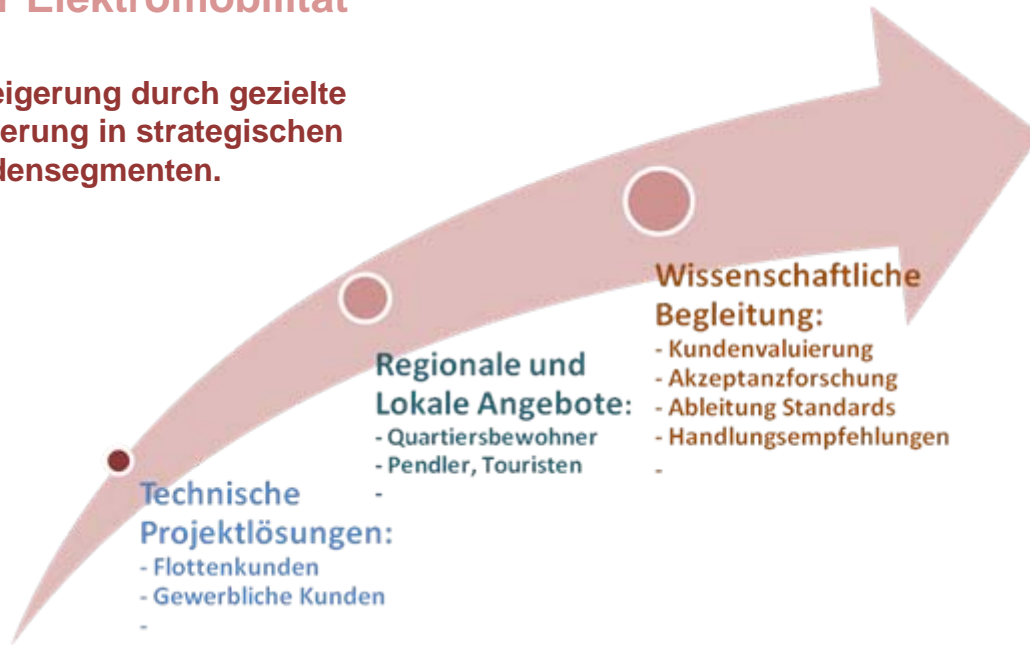 r Elektromobilität
eigerung durch gezielte
erung in strategischen
densegmenten.
Technische
Projektlösungen:
- Flottenkunden
- Gewerbliche Kunden
-
Regionale und
Lokale Angebote:
- Quartiersbewohner
- Pendler, Touristen
-
Wissenschaftliche
Begleitung:
- Kundenvaluierung
- Akzeptanzforschung
- Ableitung Standards
- Handlungsempfehlungen
-